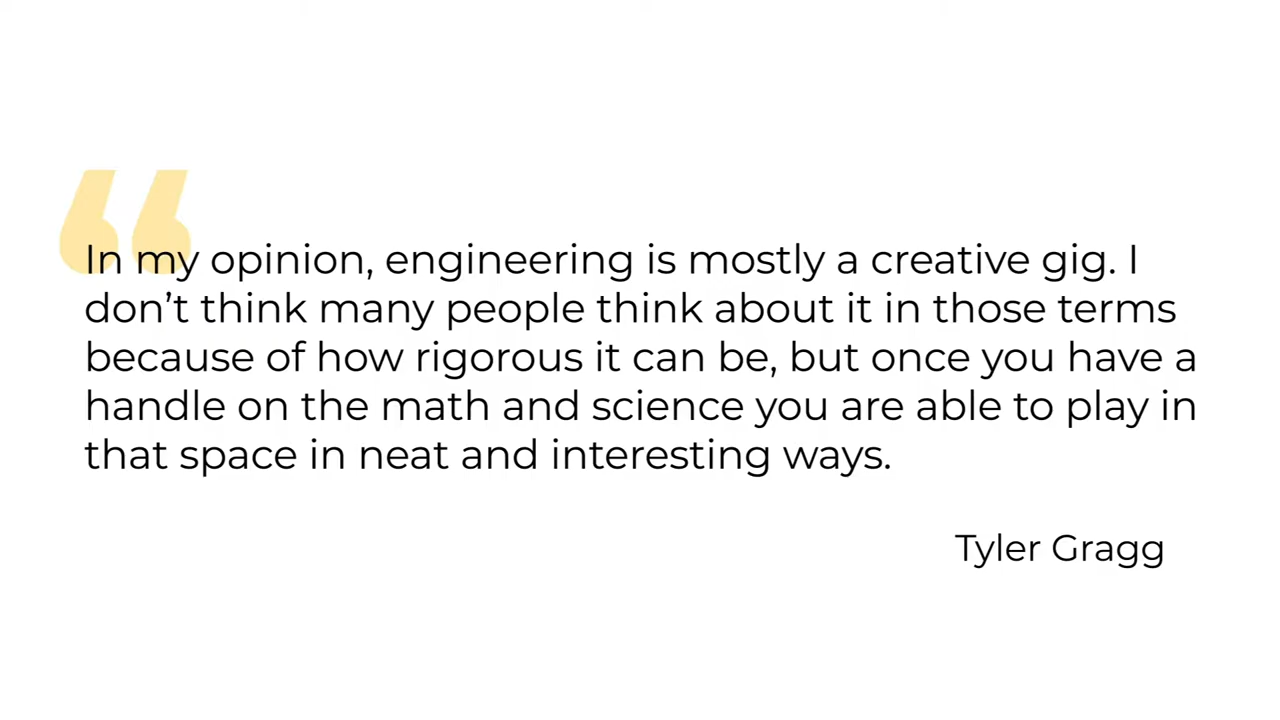 “
In my opinion, engineering is mostly a creative gig. I
don’t think many people think about it in those terms
because of how rigorous it can be, but once you have a
handle on the math and science you are able to play in
that space in neat and interesting ways.
Tyler Gragg